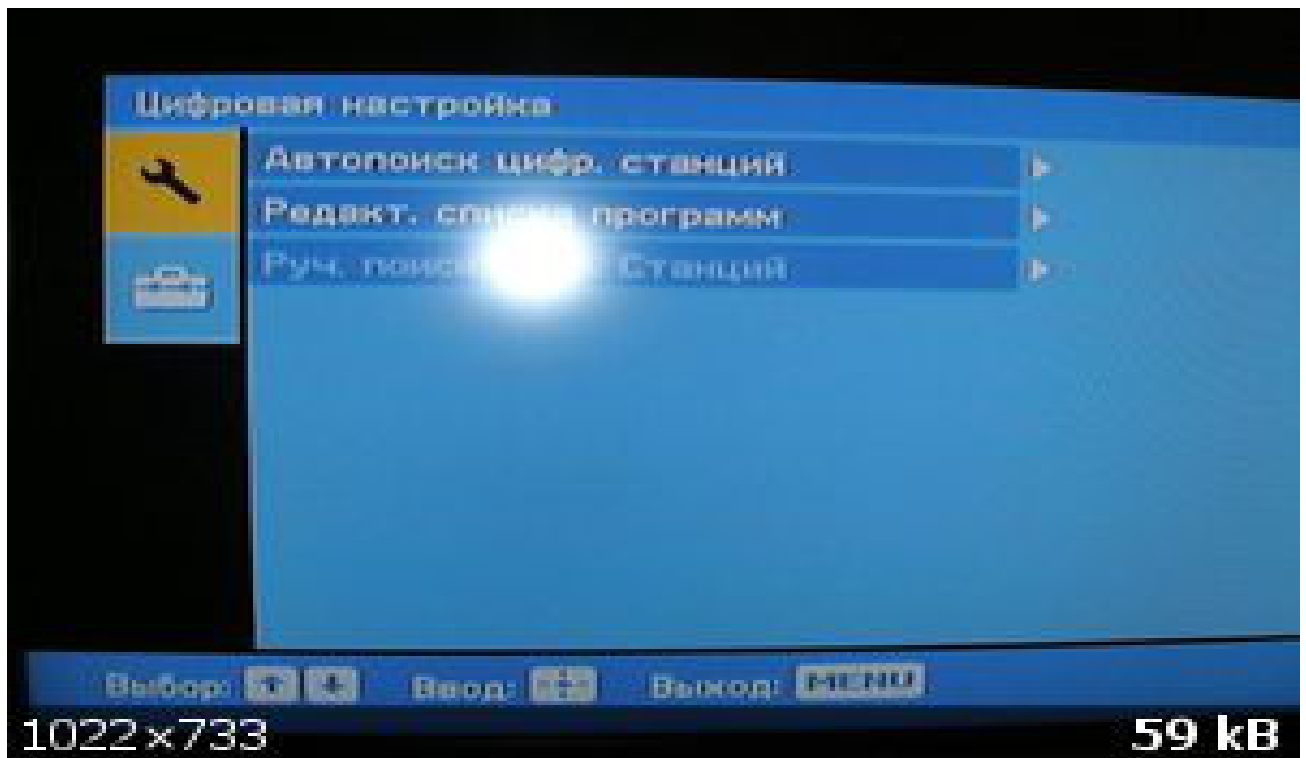 Цифровая настройка
Автопоиск цифр. станций
Редакт. программ
Руч. Станций
Выбор: Ввод: Выход: MENU
1022×733 59 kB